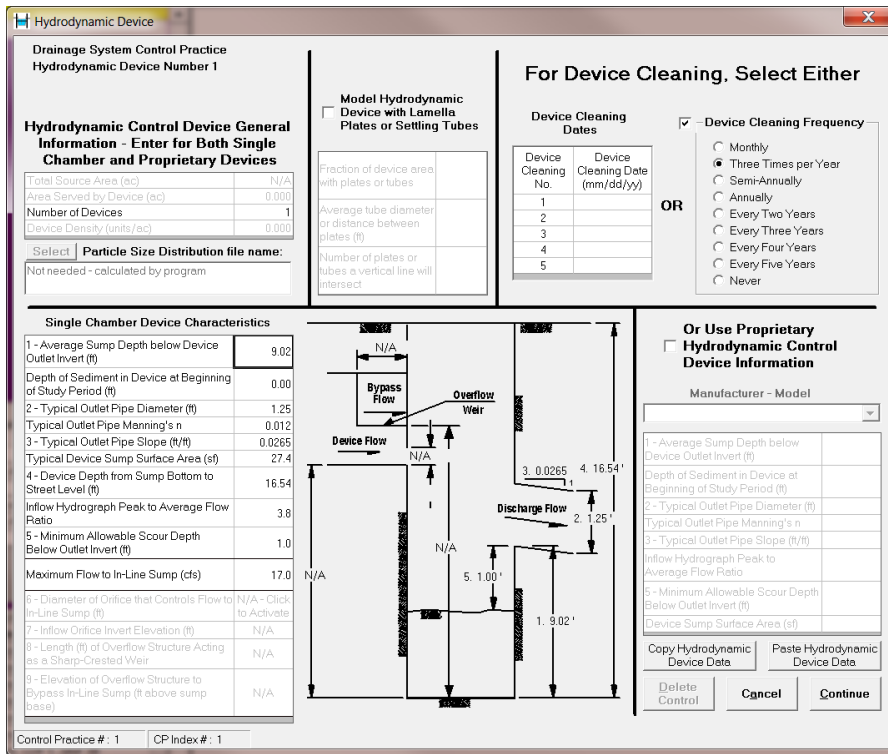 Hydrodynamic Device
Drainage System Control Practice
Hydrodynamic Device Number 1
Hydrodynamic Control Device General
Information - Enter for Both Single
Chamber and Proprietary Devices
Total Source Area (ac) N/A
Area Served by Device (ac) 0.000
Number of Devices 1
Device Density (units/ac) 0.000
Select Particle Size Distribution file name:
Not needed - calculated by program
Model Hydrodynamic
Device with Lamella
Plates or Settling Tubes
Fraction of device area
with plates or tubes
Average tube diameter
or distance between
plates (ft)
Number of plates or
tubes a vertical line will
intersect
For Device Cleaning, Select Either
Device Cleaning
Dates
Device
Cleaning
No.
Device
Cleaning Date
(mm/dd/yy)
1
2
3
4
5
OR
Device Cleaning Frequency
Monthly
Three Times per Year
Semi-Annually
Annually
Every Two Years
Every Three Years
Every Four Years
Every Five Years
Never
Single Chamber Device Characteristics
1 - Average Sump Depth below Device
Outlet Invert (ft) 9.02
Depth of Sediment in Device at Beginning
of Study Period (ft) 0.00
2 - Typical Outlet Pipe Diameter (ft) 1.25
Typical Outlet Pipe Manning's n 0.012
3 - Typical Outlet Pipe Slope (ft/ft) 0.0265
Typical Device Sump Surface Area (sf) 27.4
4 - Device Depth from Sump Bottom to
Street Level (ft) 16.54
Inflow Hydrograph Peak to Average Flow
Ratio 3.8
5 - Minimum Allowable Scour Depth
Below Outlet Invert (ft) 1.0
Maximum Flow to In-Line Sump (cfs) 17.0
6 - Diameter of Orifice that Controls Flow to
In-Line Sump (ft) N/A - Click
to Activate
7 - Inflow Orifice Invert Elevation (ft) N/A
8 - Length (ft) of Overflow Structure Acting
as a Sharp-Crested Weir N/A
9 - Elevation of Overflow Structure to
Bypass In-Line Sump (ft above sump
base) N/A
N/A
Bypass
Flow
Overflow
Weir
Device Flow
N/A
3. 0.0265
1
4. 16.54 '
Discharge Flow
2. 1.25 '
N/A
N/A
5. 1.00 '
1. 9.02 '
Or Use Proprietary
Hydrodynamic Control
Device Information
Manufacturer - Model
1 - Average Sump Depth below
Device Outlet Invert (ft)
Depth of Sediment in Device at
Beginning of Study Period (ft)
2 - Typical Outlet Pipe Diameter (ft)
Typical Outlet Pipe Manning's n
3 - Typical Outlet Pipe Slope (ft/ft)
Inflow Hydrograph Peak to
Average Flow Ratio
5 - Minimum Allowable Scour Depth
Below Outlet Invert (ft)
Device Sump Surface Area (sf)
Copy Hydrodynamic
Device Data
Paste Hydrodynamic
Device Data
Delete
Control
Cancel
Continue
Control Practice # : 1
CP Index # : 1